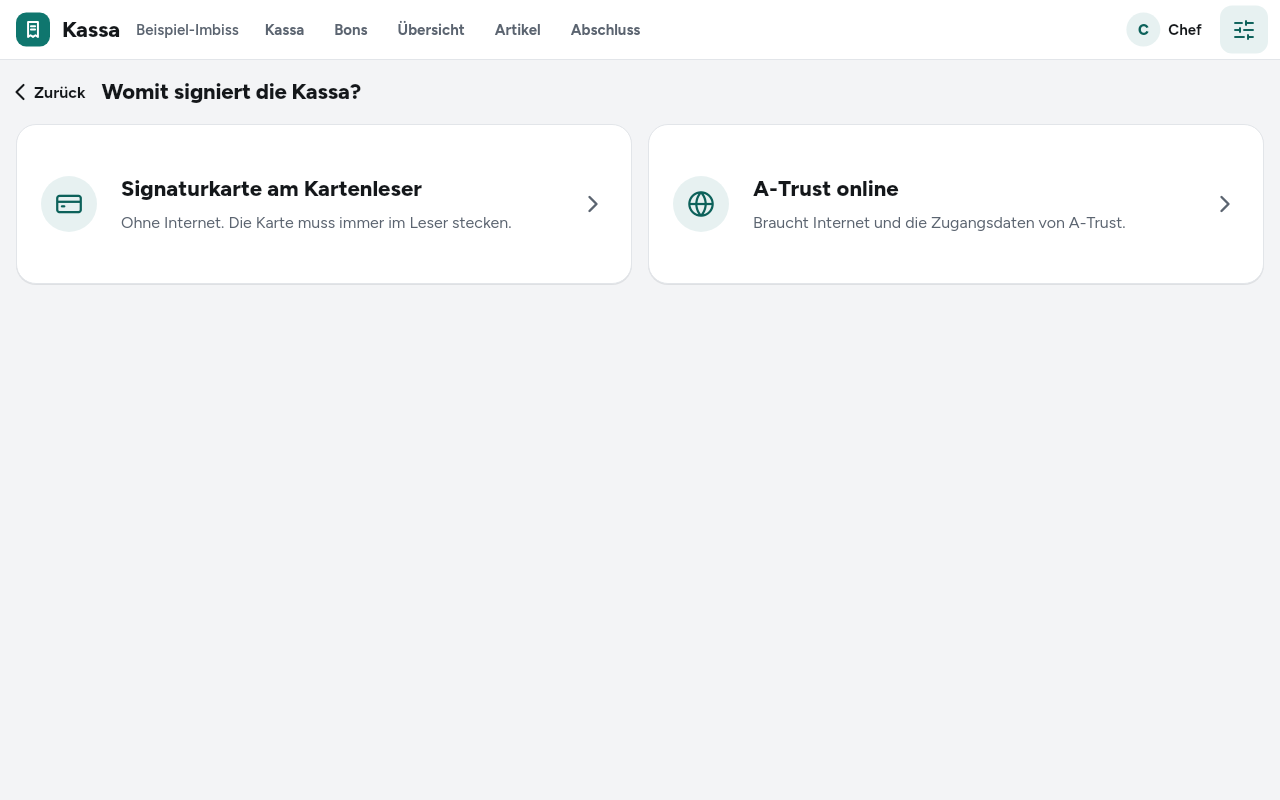 Kassa Beispiel-Imbiss Kassa Bons Übersicht Artikel Abschluss C Chef
Zurück Womit signiert die Kassa?
Signaturkarte am Kartenleser
Ohne Internet. Die Karte muss immer im Leser stecken.
A-Trust online
Braucht Internet und die Zugangsdaten von A-Trust.